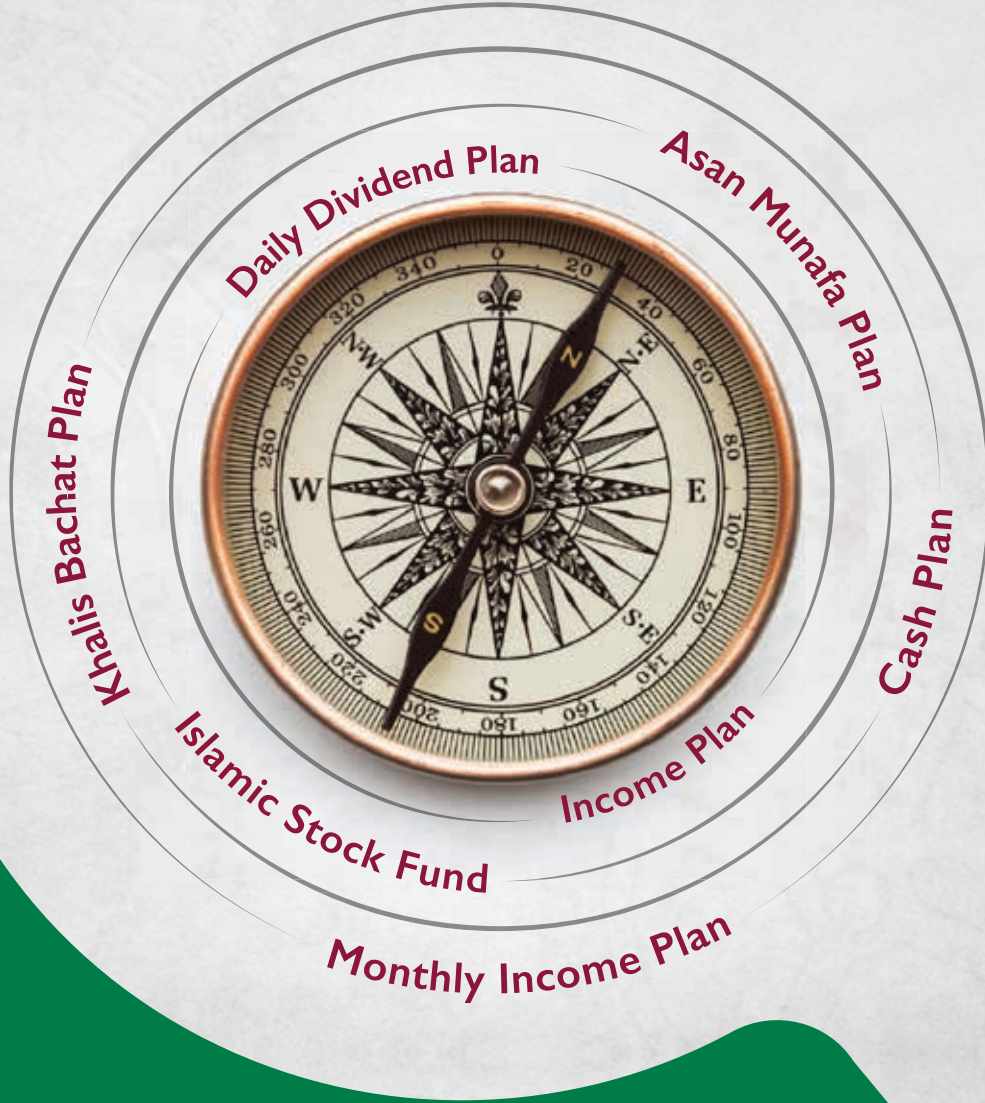 Daily Dividend Plan
Asan Munafa Plan
Khalis Bachat Plan
Cash Plan
Islamic Stock Fund
Income Plan
Monthly Income Plan
0
20
40
60
80
100
120
140
160
180
200
220
240
260
280
300
320
340
N
N·E
E
S·E
S
S·W
W
N·W
S